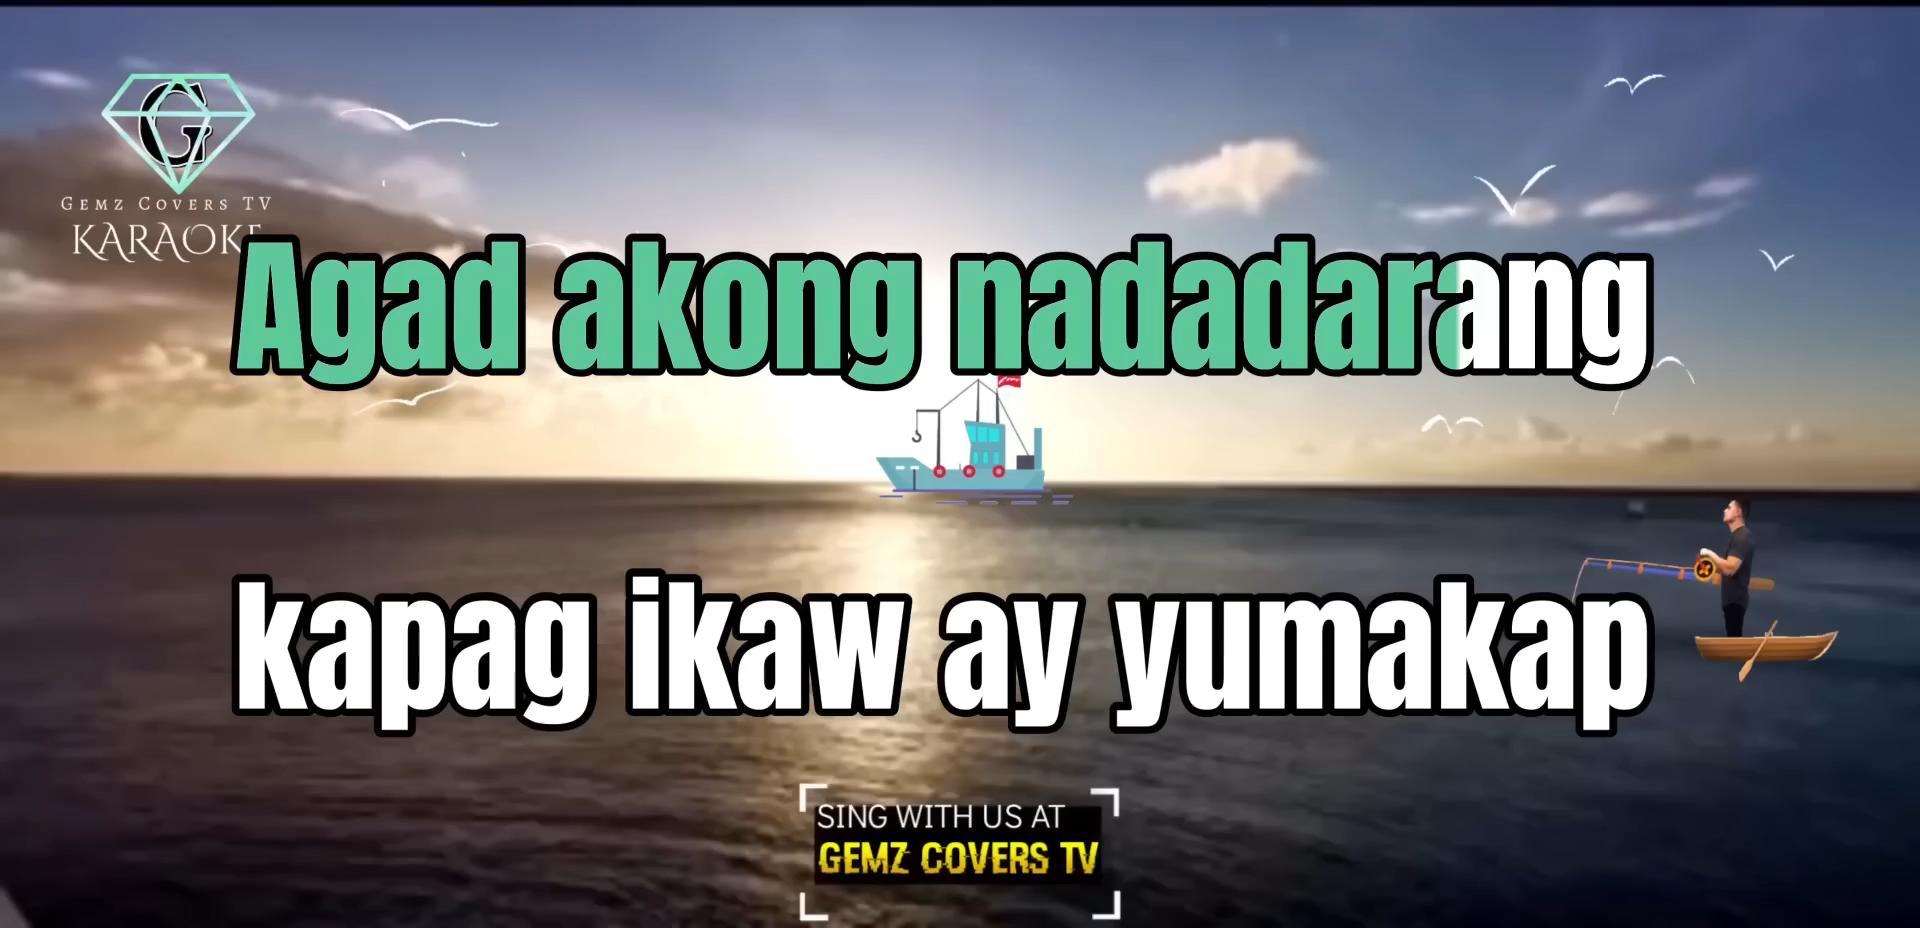 G
Gemz Covers TV
KARAOKE
Agad akong nadadarang
kapag ikaw ay yumakap
SING WITH US AT
GEMZ COVERS TV